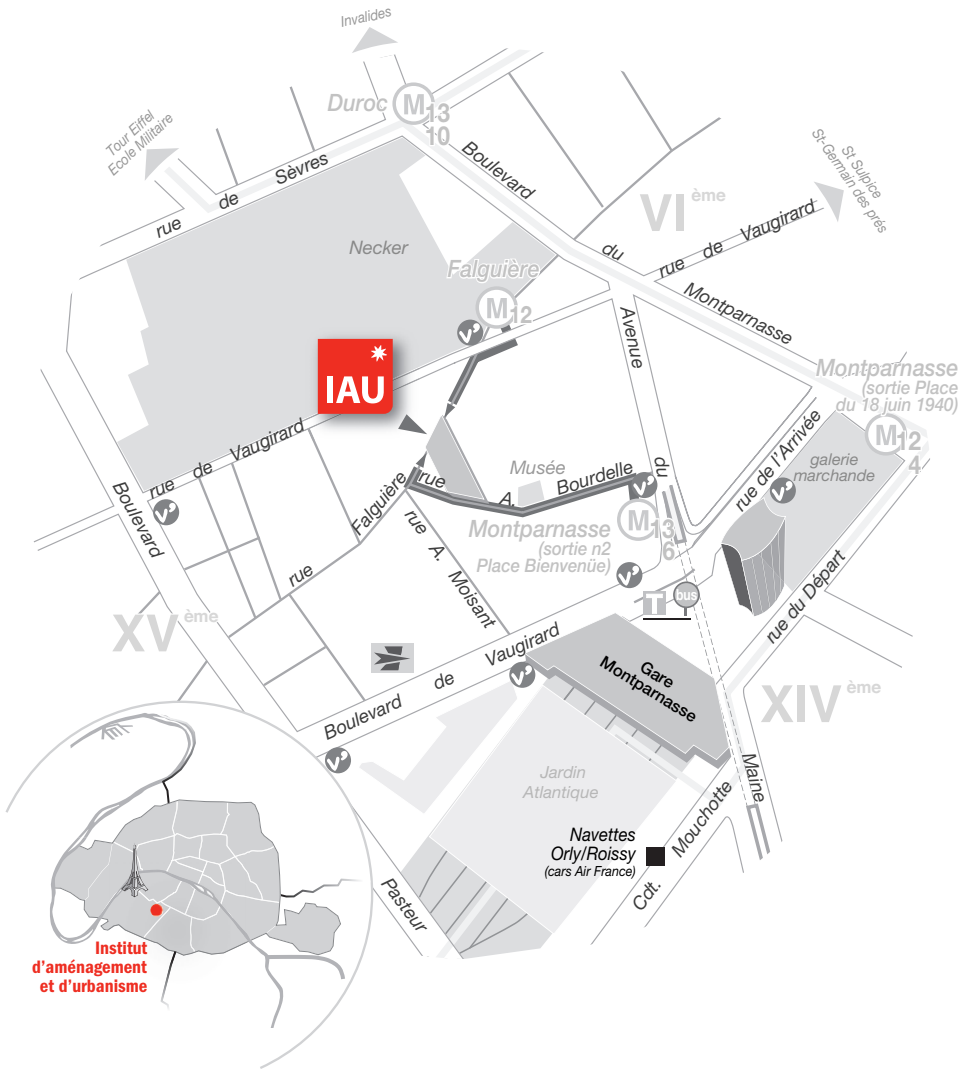 Invalides
Tour Eiffel
Ecole Militaire
Duroc
M
13
10
rue de Sèvres
Boulevard
du
Montparnasse
VI ème
rue de Vaugirard
St Sulpice
St-Germain des prés
Necker
Falguière
M
12
v'
IAU
Avenue
du
Maine
Montparnasse
(sortie Place
du 18 juin 1940)
M
12
4
rue de l'Arrivée
galerie
marchande
v'
rue de Vaugirard
v'
Boulevard
Pasteur
rue
Falguière
rue A. Bourdelle
Musée
v'
Montparnasse
(sortie n2
Place Bienvenüe)
M
13
6
v'
rue A. Moisant
T
bus
rue du Départ
XV ème
XIV ème
Boulevard de Vaugirard
v'
v'
Gare
Montparnasse
Jardin
Atlantique
Navettes
Orly/Roissy
(cars Air France)
Cdt. Mouchotte
Institut
d'aménagement
et d'urbanisme